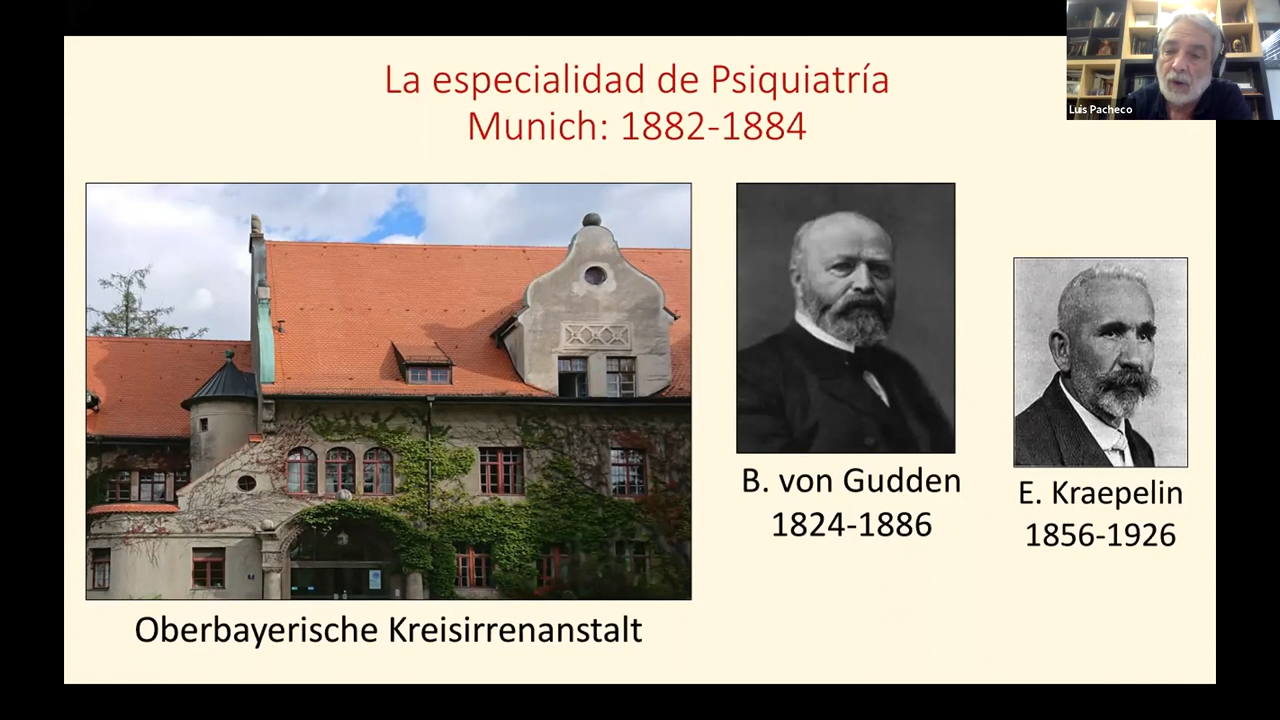 La especialidad de Psiquiatría
Munich: 1882-1884
Luis Pacheco
B. von Gudden
1824-1886
E. Kraepelin
1856-1926
Oberbayerische Kreisirrenanstalt